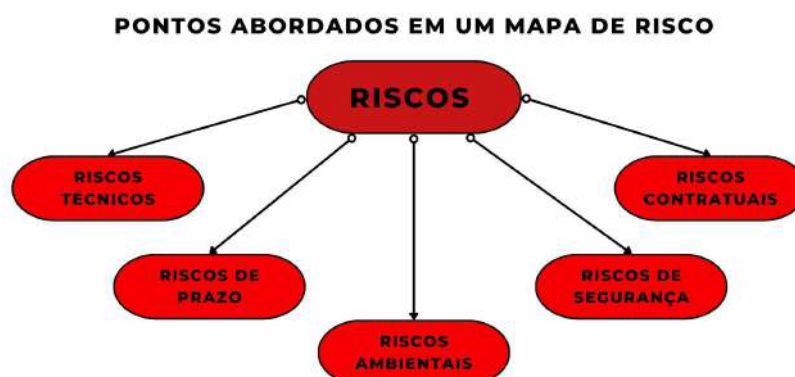 PONTOS ABORDADOS EM UM MAPA DE RISCO
RISCOS
RISCOS
TÉCNICOS
RISCOS
CONTRATUAIS
RISCOS DE
PRAZO
RISCOS DE
SEGURANÇA
RISCOS
AMBIENTAIS